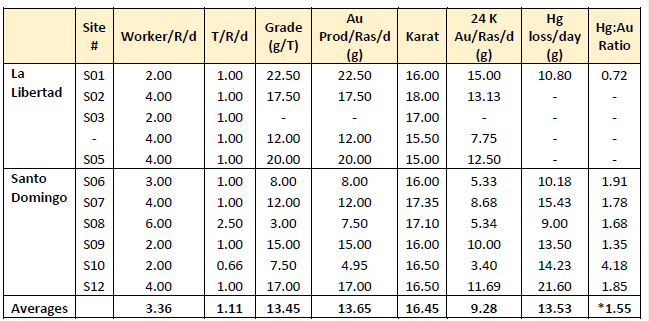 Site # Worker/R/d T/R/d Grade (g/T) Au Prod/Ras/d (g) Karat 24 K Au/Ras/d (g) Hg loss/day (g) Hg:Au Ratio
La Libertad S01 2.00 1.00 22.50 22.50 16.00 15.00 10.80 0.72
S02 4.00 1.00 17.50 17.50 18.00 13.13 - -
S03 2.00 1.00 - - 17.00 - -
- 4.00 1.00 12.00 12.00 15.50 7.75 - -
S05 4.00 1.00 20.00 20.00 15.00 12.50 - -
Santo Domingo S06 3.00 1.00 8.00 8.00 16.00 5.33 10.18 1.91
S07 4.00 1.00 12.00 12.00 17.35 8.68 15.43 1.78
S08 6.00 2.50 3.00 7.50 17.10 5.34 9.00 1.68
S09 2.00 1.00 15.00 15.00 16.00 10.00 13.50 1.35
S10 2.00 0.66 7.50 4.95 16.50 3.40 14.23 4.18
S12 4.00 1.00 17.00 17.00 16.50 11.69 21.60 1.85
Averages 3.36 1.11 13.45 13.65 16.45 9.28 13.53 *1.55